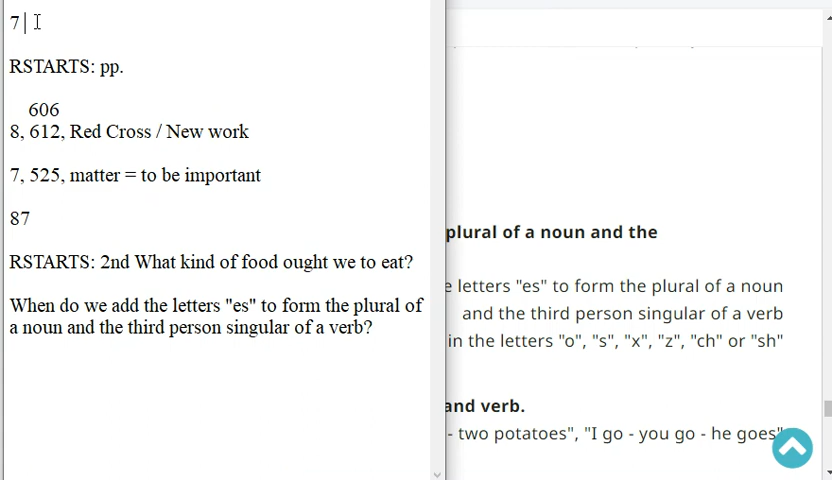 7
RSTARTS: pp.
606
8, 612, Red Cross / New work
7, 525, matter = to be important
87
RSTARTS: 2nd What kind of food ought we to eat?
When do we add the letters "es" to form the plural of
a noun and the third person singular of a verb?
plural of a noun and the
e letters "es" to form the plural of a noun
and the third person singular of a verb
in the letters "o", "s", "x", "z", "ch" or "sh"
and verb.
- two potatoes", "I go - you go - he goes"